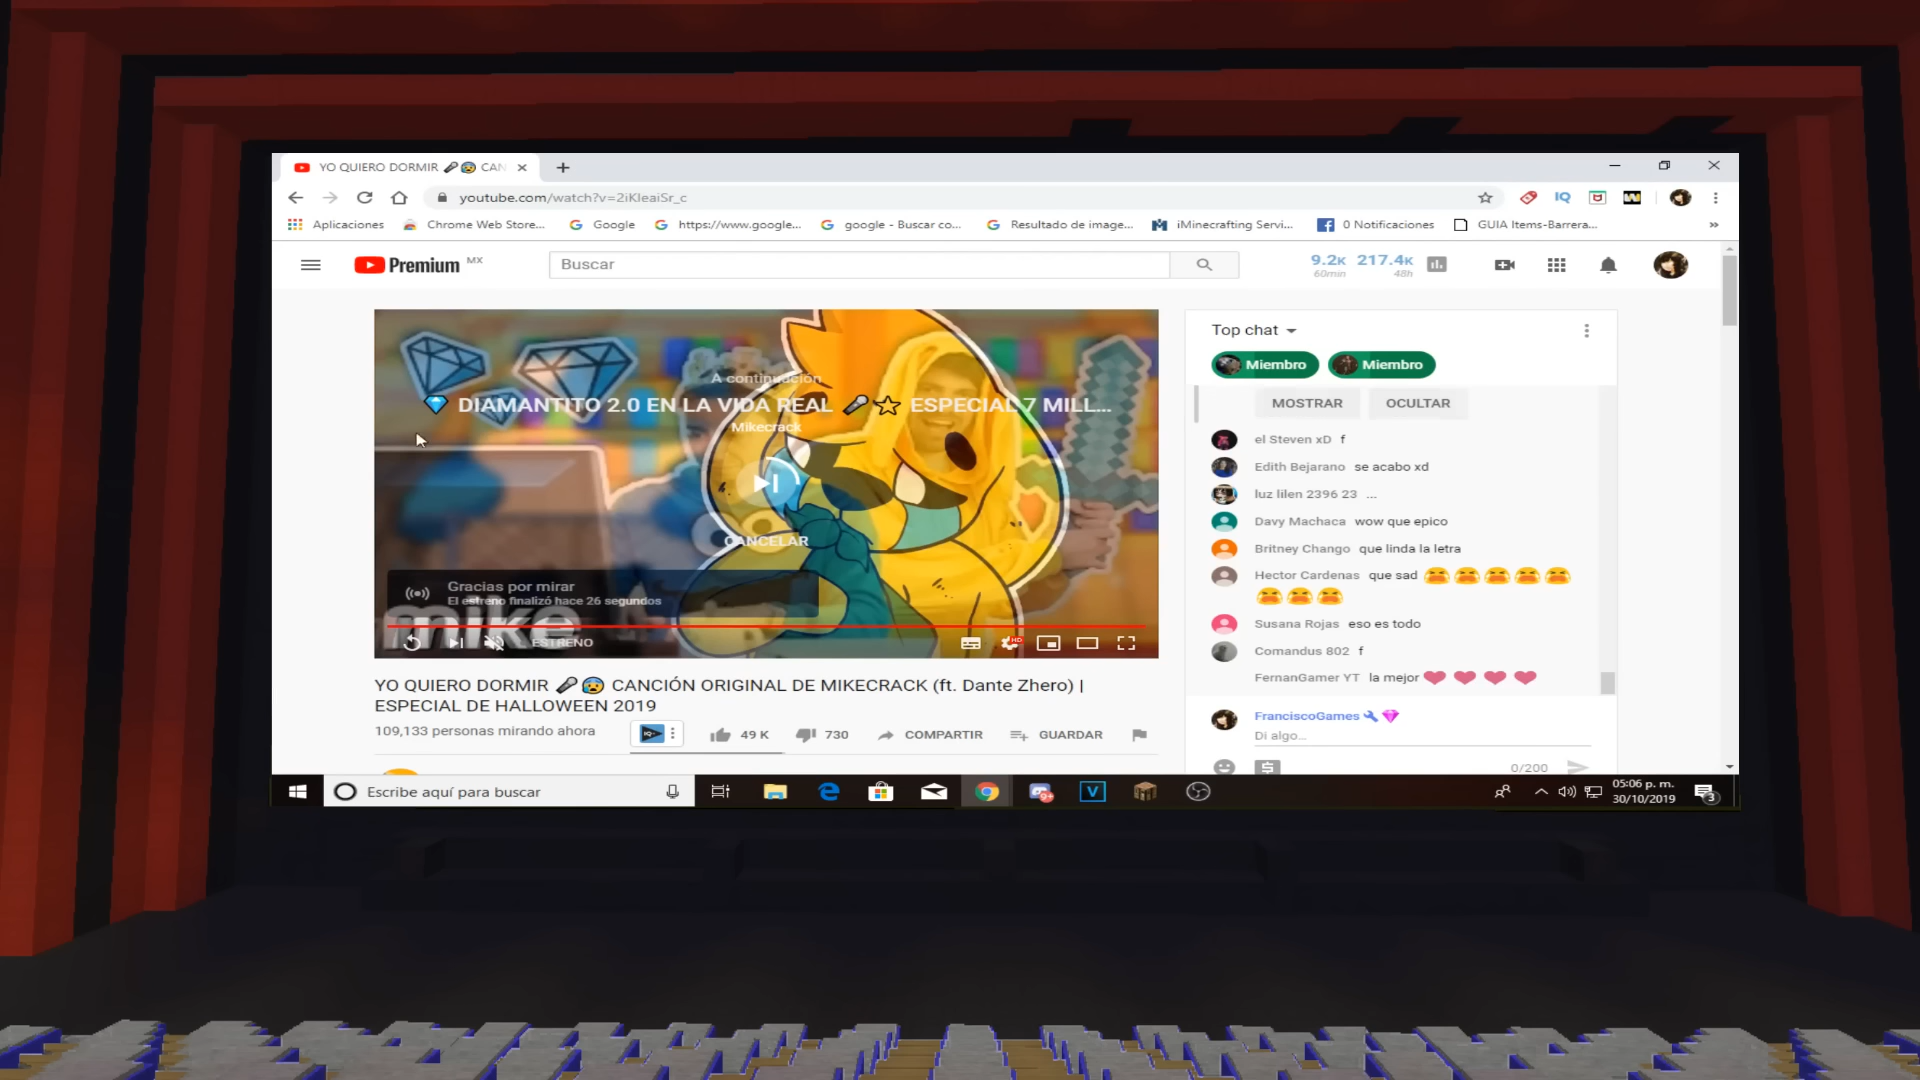 YO QUIERO DORMIR 🎤😰 CAN
youtube.com/watch?v=2iKIeaiSr_c
Aplicaciones Chrome Web Store... Google https://www.google... google - Buscar co... Resultado de image... iMinecrafting Servi... 0 Notificaciones GUIA Items-Barrera... »
Premium MX
Buscar
9.2K 217.4K
60min 48h
A continuación
💎 DIAMANTITO 2.0 EN LA VIDA REAL 🎤⭐ ESPECIAL 7 MILL...
Mikecrack
CANCELAR
Gracias por mirar
El estreno finalizó hace 26 segundos
mike
ESTRENO
HD
YO QUIERO DORMIR 🎤😰 CANCIÓN ORIGINAL DE MIKECRACK (ft. Dante Zhero) |
ESPECIAL DE HALLOWEEN 2019
109,133 personas mirando ahora
49 K 730 COMPARTIR GUARDAR
Top chat
Miembro Miembro
MOSTRAR OCULTAR
el Steven xD f
Edith Bejarano se acabo xd
luz lilen 2396 23 ...
Davy Machaca wow que epico
Britney Chango que linda la letra
Hector Cardenas que sad 😫😫😫😫😫
😫😫😫
Susana Rojas eso es todo
Comandus 802 f
FernanGamer YT la mejor ❤❤❤❤
FranciscoGames
Di algo...
0/200
Escribe aquí para buscar
05:06 p. m.
30/10/2019
3